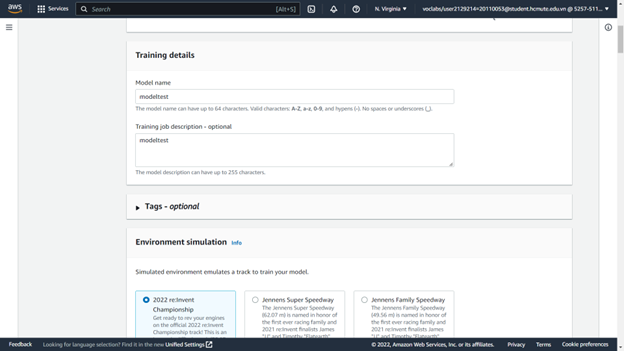 aws
Services
Search
[Alt+S]
N. Virginia ▼
voclabs/user2129214=20110053@student.hcmute.edu.vn @ 5257-511... ▼
Training details
Model name
modeltest
The model name can have up to 64 characters. Valid characters: A-Z, a-z, 0-9, and hyphens (-). No spaces or underscores (_).
Training job description - optional
modeltest
The model description can have up to 255 characters.
Tags - optional
Environment simulation Info
Simulated environment emulates a track to train your model.
2022 re:Invent
Championship
Get ready to rev your engines
on the official 2022 re:Invent
Championship track! This is an
Jennens Super Speedway
The Jennens Super Speedway
(62.07 m) is named in honor of
the first ever racing family and
2021 re:Invent finalists James
"JJ" and Timothy "Flatearth"
Jennens Family Speedway
The Jennens Family Speedway
(49.56 m) is named in honor of
the first ever racing family and
2021 re:Invent finalists James
Feedback
Looking for language selection? Find it in the new Unified Settings
© 2022, Amazon Web Services, Inc. or its affiliates.
Privacy
Terms
Cookie preferences